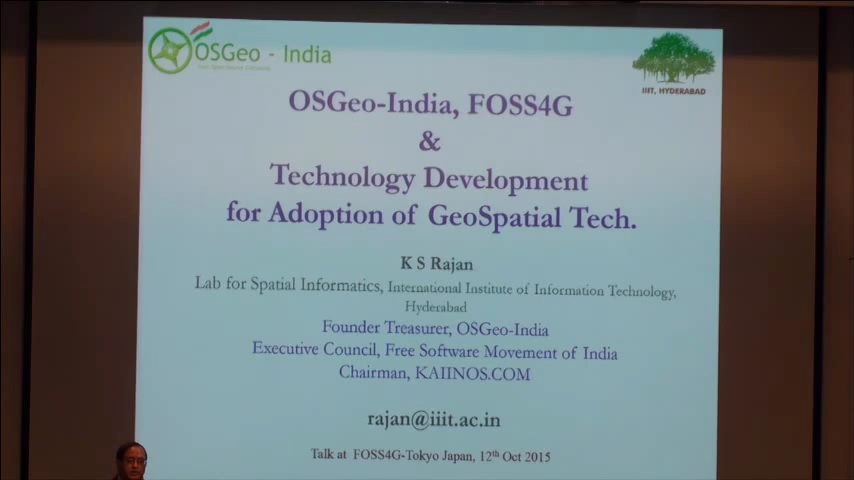 OSGeo - India
IIIT, HYDERABAD
OSGeo-India, FOSS4G
&
Technology Development
for Adoption of GeoSpatial Tech.
K S Rajan
Lab for Spatial Informatics, International Institute of Information Technology,
Hyderabad
Founder Treasurer, OSGeo-India
Executive Council, Free Software Movement of India
Chairman, KAIINOS.COM
rajan@iiit.ac.in
Talk at FOSS4G-Tokyo Japan, 12th Oct 2015